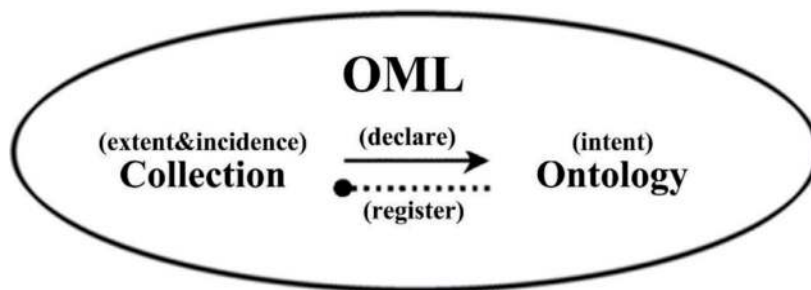 OML
(extent&incidence) (declare) (intent)
Collection Ontology
(register)